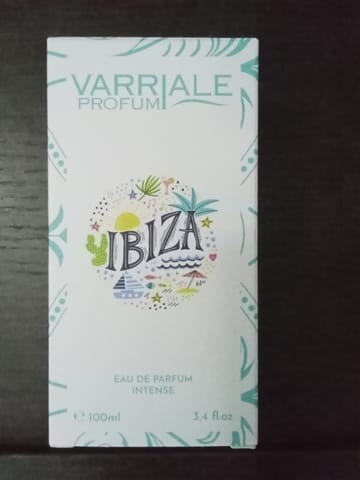 VARRIALE
PROFUMI
IBIZA
EAU DE PARFUM
INTENSE
℮ 100ml 3,4 fl.oz